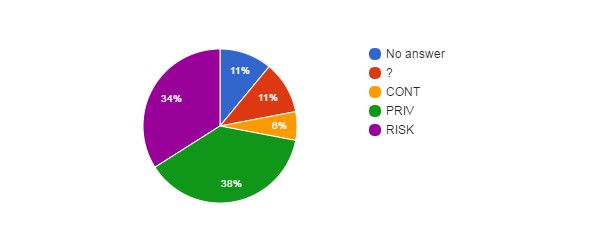 No answer
?
CONT
PRIV
RISK
11%
11%
6%
38%
34%